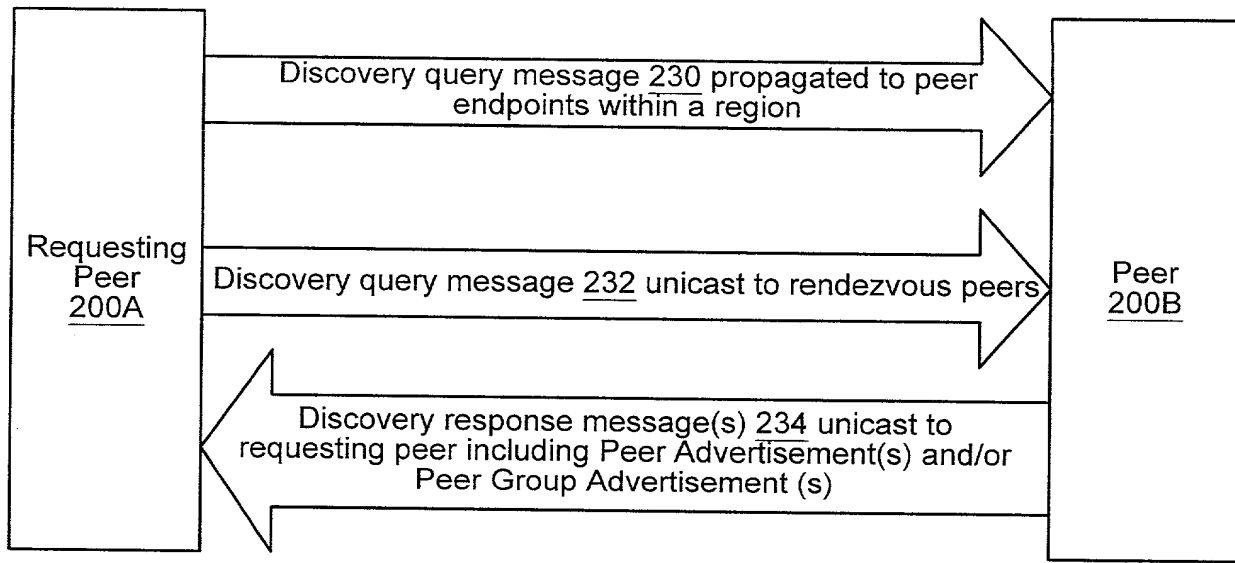 Discovery query message 230 propagated to peer
endpoints within a region
Requesting
Peer
200A
Discovery query message 232 unicast to rendezvous peers
Peer
200B
Discovery response message(s) 234 unicast to
requesting peer including Peer Advertisement(s) and/or
Peer Group Advertisement (s)